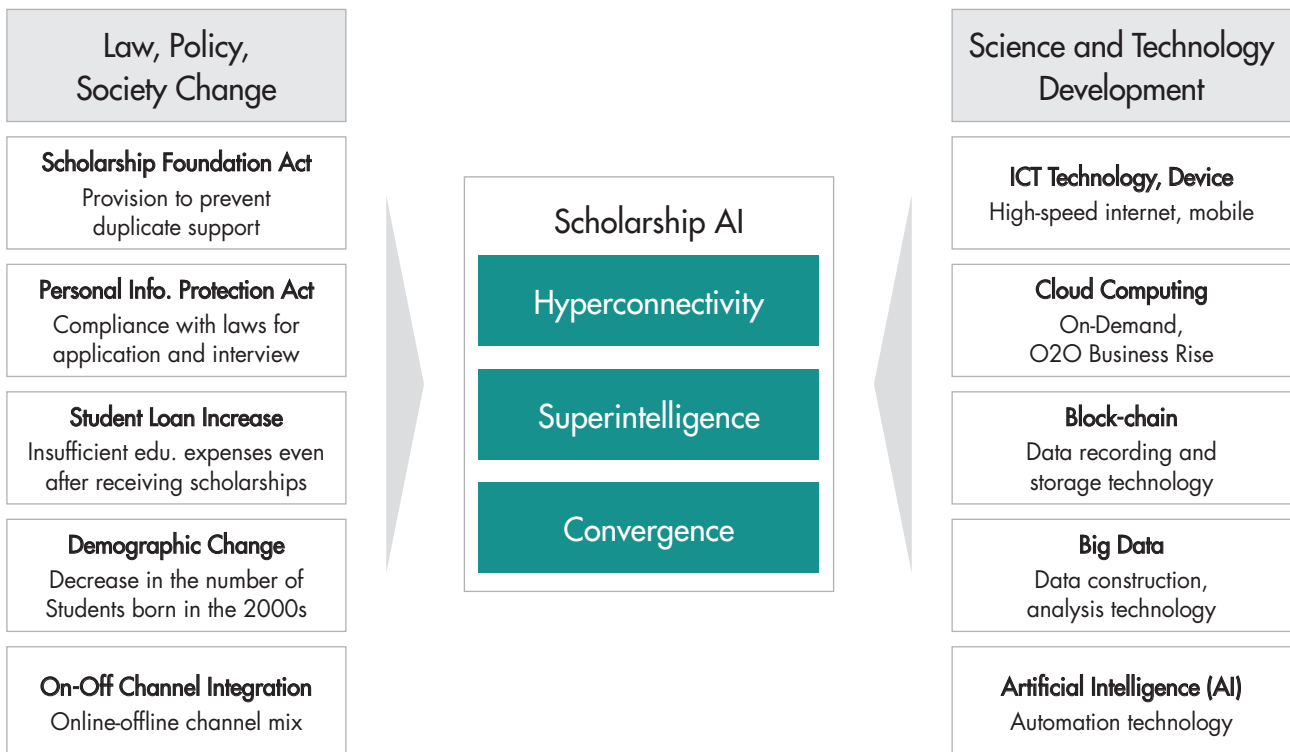 Law, Policy,
Society Change
Scholarship Foundation Act
Provision to prevent
duplicate support
Personal Info. Protection Act
Compliance with laws for
application and interview
Student Loan Increase
Insufficient edu. expenses even
after receiving scholarships
Demographic Change
Decrease in the number of
Students born in the 2000s
On-Off Channel Integration
Online-offline channel mix
Scholarship AI
Hyperconnectivity
Superintelligence
Convergence
Science and Technology
Development
ICT Technology, Device
High-speed internet, mobile
Cloud Computing
On-Demand,
O2O Business Rise
Block-chain
Data recording and
storage technology
Big Data
Data construction,
analysis technology
Artificial Intelligence (AI)
Automation technology